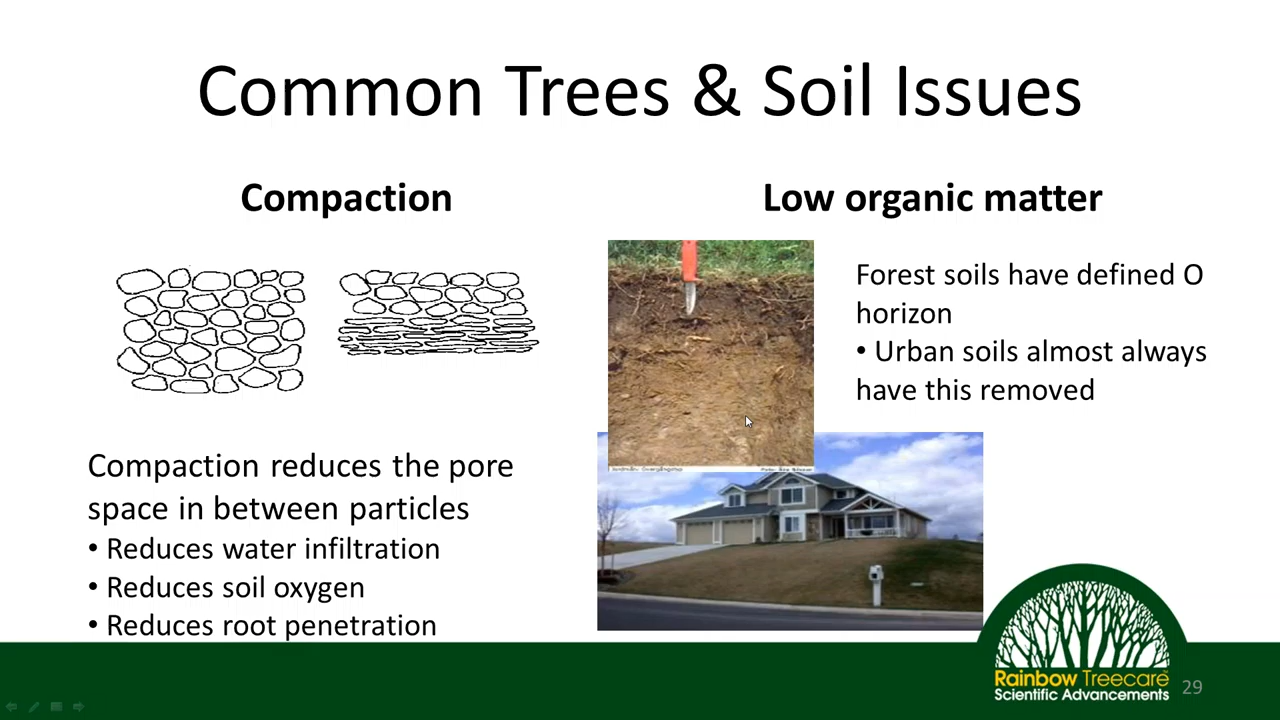 Common Trees & Soil Issues
Compaction
Low organic matter
Compaction reduces the pore
space in between particles
• Reduces water infiltration
• Reduces soil oxygen
• Reduces root penetration
Forest soils have defined O
horizon
• Urban soils almost always
have this removed
Rainbow Treecare
Scientific Advancements
29